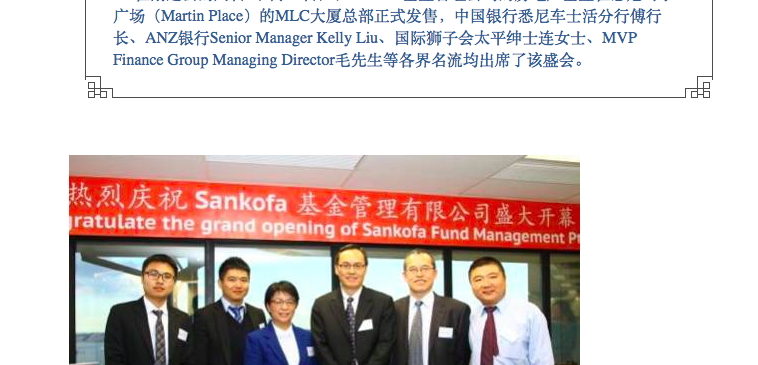 广场（Martin Place）的MLC大厦总部正式发售，中国银行悉尼车士活分行傅行
长、ANZ银行Senior Manager Kelly Liu、国际狮子会太平绅士连女士、MVP
Finance Group Managing Director毛先生等各界名流均出席了该盛会。
热烈庆祝 Sankofa 基金管理有限公司盛大开幕
gratulate the grand opening of Sankofa Fund Management P